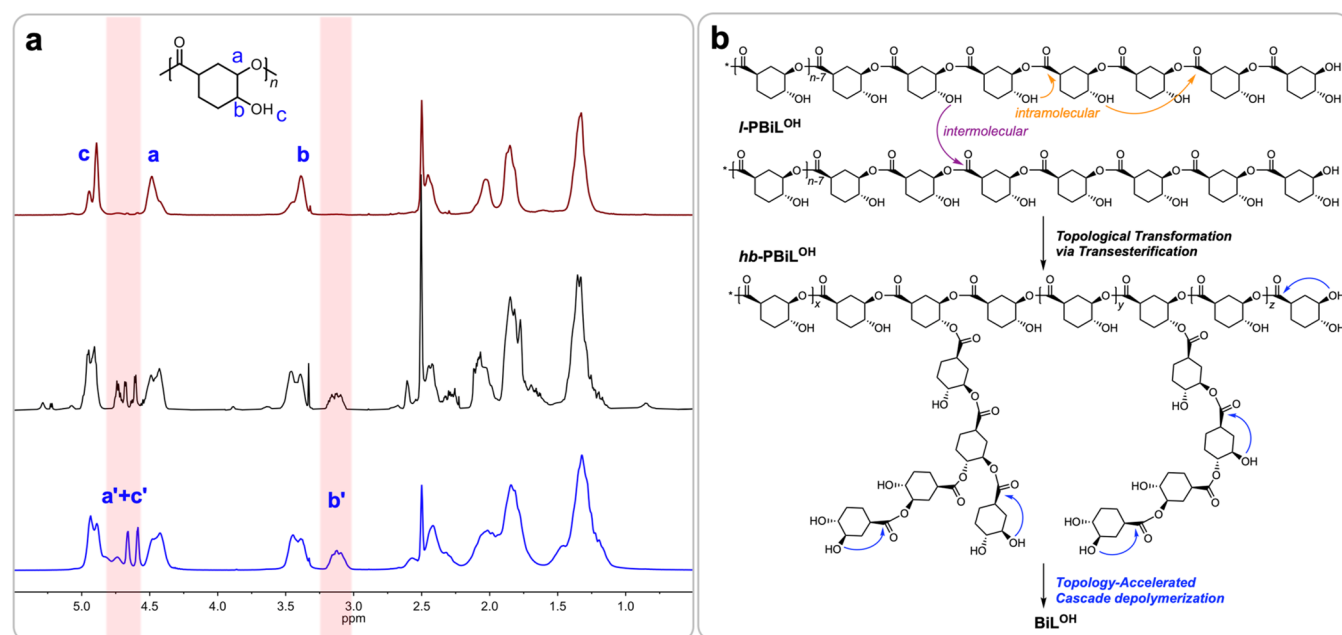 a
O
a
O
n
b
OH
c
c
a
b
a'+c'
b'
5.0 4.5 4.0 3.5 3.0 2.5 2.0 1.5 1.0
ppm
b
O O O O O O O
* O n-7 O O O O O OH
OH OH OH OH OH OH OH
intramolecular
l-PBiLOH
intermolecular
O O O O O O O
* O n-7 O O O O O OH
OH OH OH OH OH OH OH
Topological Transformation
via Transesterification
hb-PBiLOH
O O O O O O O O
* O x O O O y O O z OH
OH OH O OH O OH OH
O O
HO O HO O
O O
HO O O O OH
O O O HO O
HO O HO O
HO OH HO
HO HO O
Topology-Accelerated
Cascade depolymerization
BiLOH